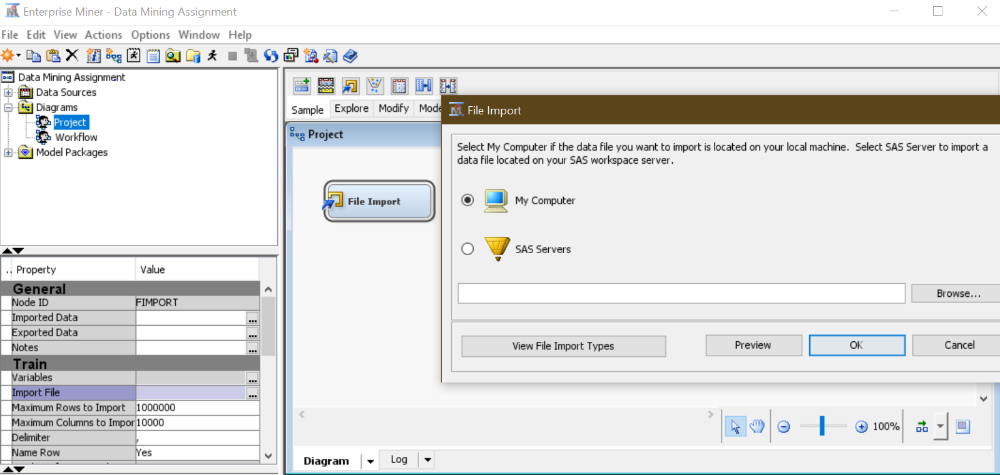 Enterprise Miner - Data Mining Assignment
File Edit View Actions Options Window Help
Data Mining Assignment
Data Sources
Diagrams
Project
Workflow
Model Packages
.. Property Value
General
Node ID FIMPORT
Imported Data ...
Exported Data ...
Notes ...
Train
Variables ...
Import File ...
Maximum Rows to Import 1000000
Maximum Columns to Impor 10000
Delimiter ,
Name Row Yes
Sample Explore Modify Mode
Project
File Import
File Import
Select My Computer if the data file you want to import is located on your local machine. Select SAS Server to import a
data file located on your SAS workspace server.
My Computer
SAS Servers
Browse...
View File Import Types Preview OK Cancel
100%
Diagram Log